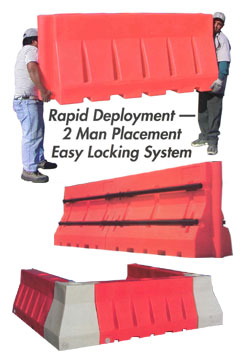 Rapid Deployment —
2 Man Placement
Easy Locking System